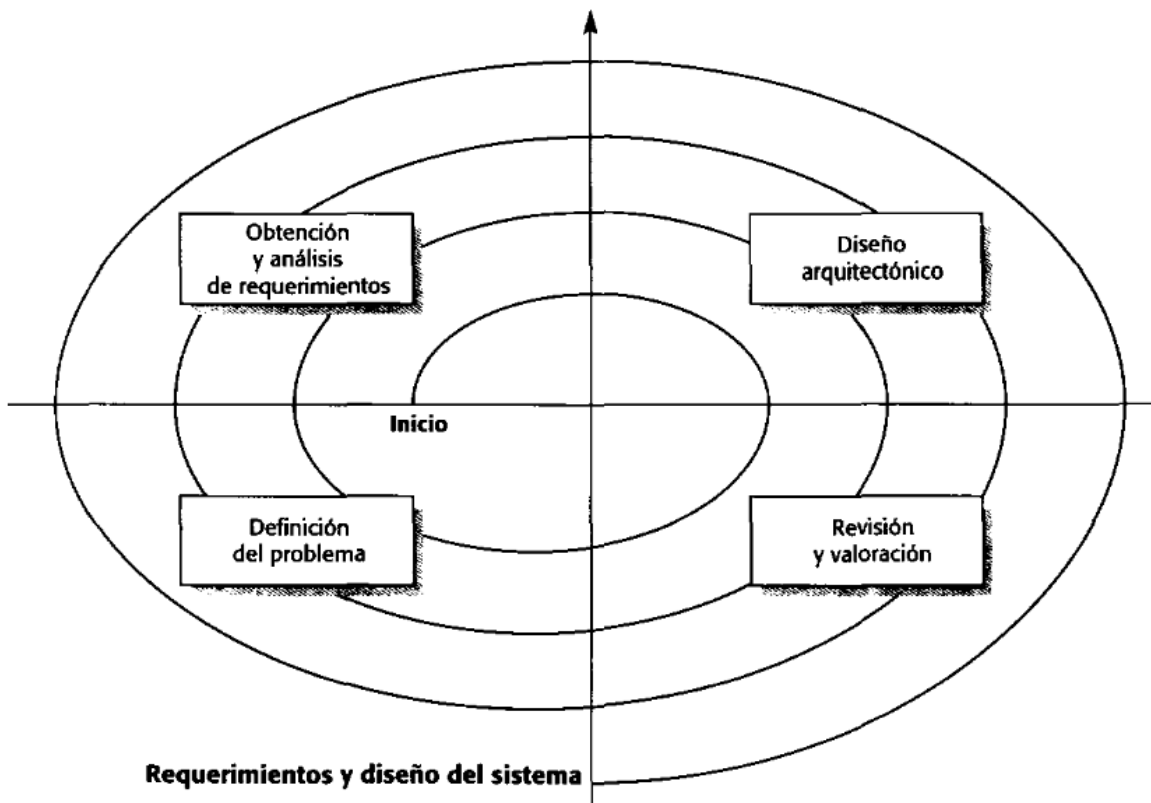 Obtención
y análisis
de requerimientos
Diseño
arquitectónico
Inicio
Definición
del problema
Revisión
y valoración
Requerimientos y diseño del sistema